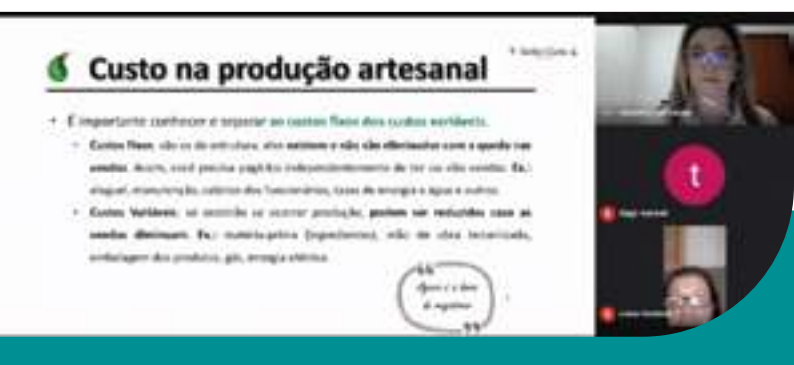 Custo na produção artesanal
• É importante conhecer e separar os custos fixos dos custos variáveis.
• Custos fixos: são os de estrutura, eles existem e não são eliminados com a queda nas
vendas. Assim, você precisa pagá-los independentemente de ter ou não vendas. Ex.:
aluguel, manutenção, salários dos funcionários, taxas de energia e água e outros.
• Custos Variáveis: só existirão se ocorrer produção, podem ser reduzidos caso as
vendas diminuam. Ex.: matéria-prima (ingredientes), mão de obra terceirizada,
embalagem dos produtos, gás, energia elétrica.
t